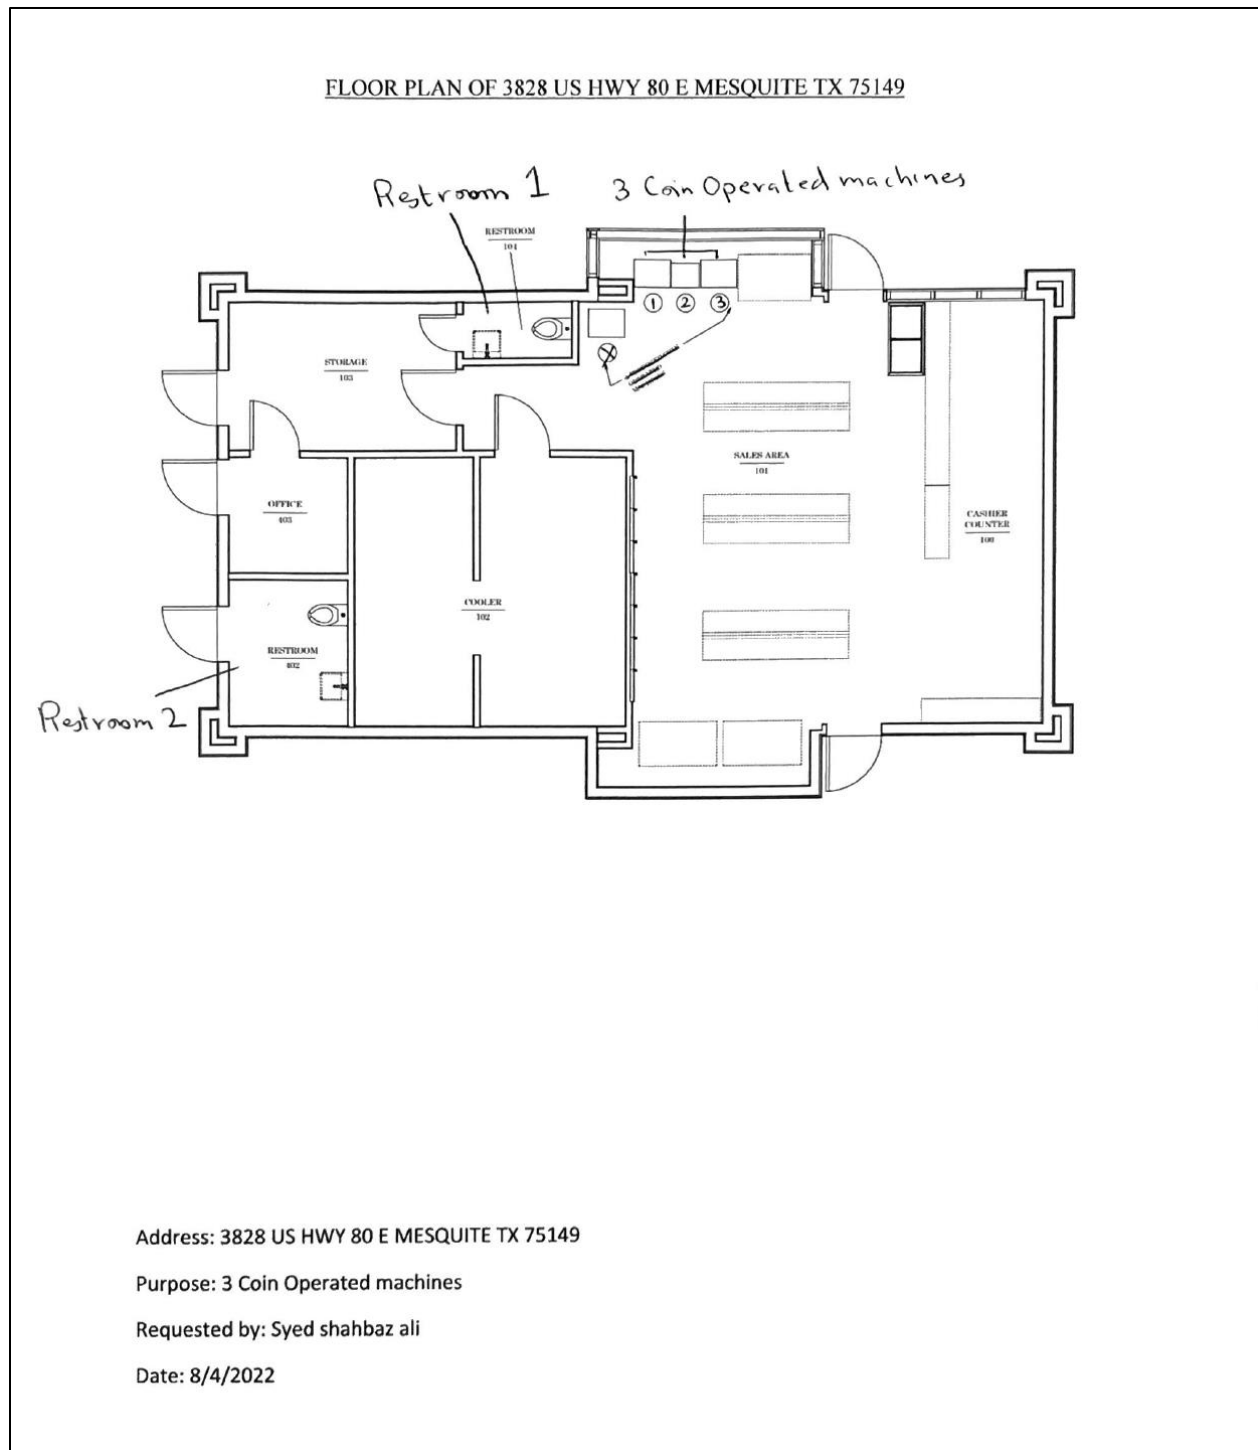 FLOOR PLAN OF 3828 US HWY 80 E MESQUITE TX 75149
Restroom 1
3 Coin Operated machines
RESTROOM
101
1
2
3
STORAGE
103
SALES AREA
101
OFFICE
403
CASHIER
COUNTER
100
COOLER
102
RESTROOM
402
Restroom 2
Address: 3828 US HWY 80 E MESQUITE TX 75149
Purpose: 3 Coin Operated machines
Requested by: Syed shahbaz ali
Date: 8/4/2022